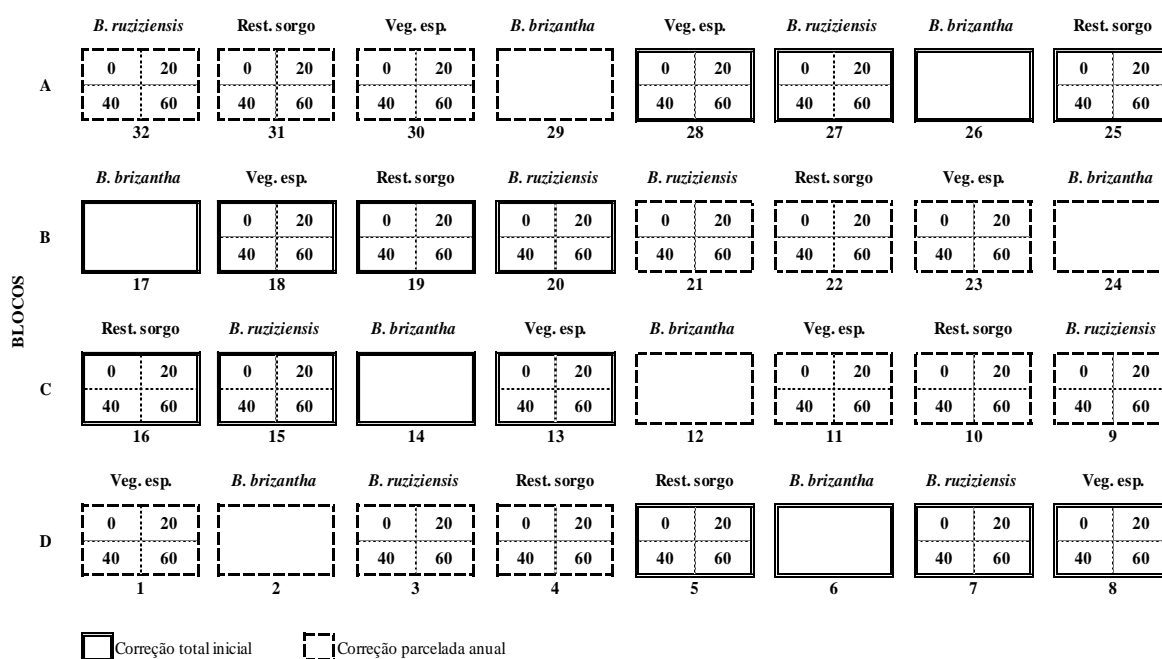 B. ruziziensis Rest. sorgo Veg. esp. B. brizantha Veg. esp. B. ruziziensis B. brizantha Rest. sorgo
0 20 0 20 0 20 0 20 0 20 0 20
A
40 60 40 60 40 60 40 60 40 60 40 60
32 31 30 29 28 27 26 25
B. brizantha Veg. esp. Rest. sorgo B. ruziziensis B. ruziziensis Rest. sorgo Veg. esp. B. brizantha
0 20 0 20 0 20 0 20 0 20 0 20
B
40 60 40 60 40 60 40 60 40 60 40 60
17 18 19 20 21 22 23 24
BLOCOS
Rest. sorgo B. ruziziensis B. brizantha Veg. esp. B. brizantha Veg. esp. Rest. sorgo B. ruziziensis
0 20 0 20 0 20 0 20 0 20 0 20
C
40 60 40 60 40 60 40 60 40 60 40 60
16 15 14 13 12 11 10 9
Veg. esp. B. brizantha B. ruziziensis Rest. sorgo Rest. sorgo B. brizantha B. ruziziensis Veg. esp.
0 20 0 20 0 20 0 20 0 20 0 20
D
40 60 40 60 40 60 40 60 40 60 40 60
1 2 3 4 5 6 7 8
Correção total inicial Correção parcelada anual